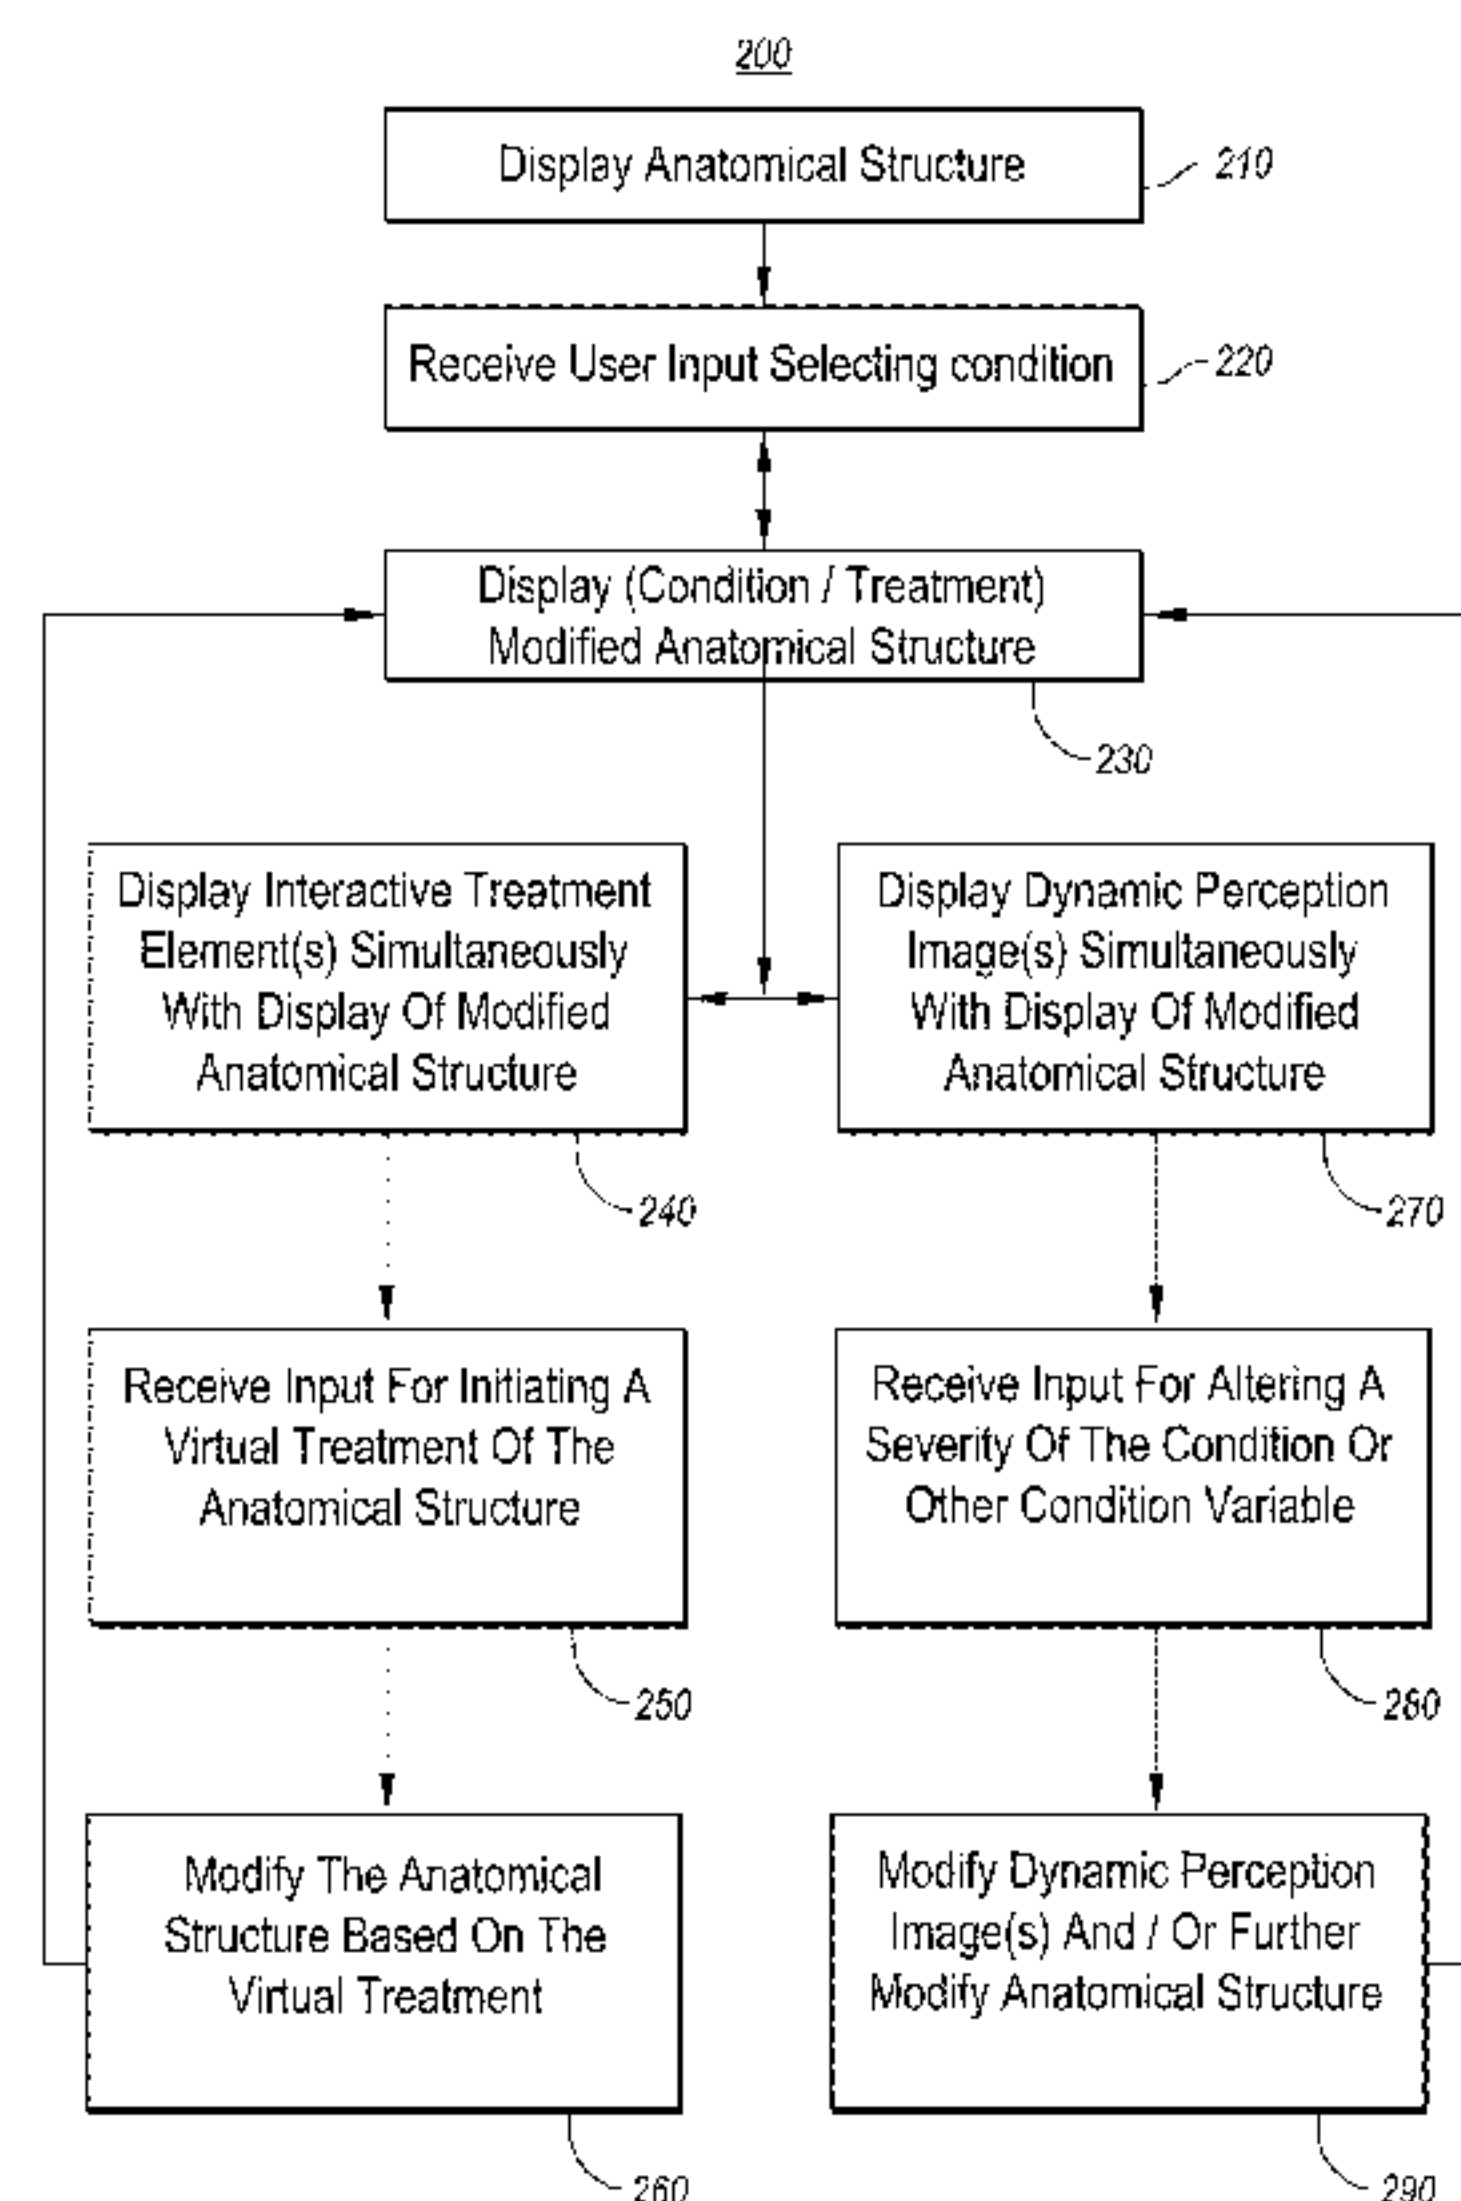 200
Display Anatomical Structure
210
Receive User Input Selecting condition
220
Display (Condition / Treatment)
Modified Anatomical Structure
230
Display Interactive Treatment
Element(s) Simultaneously
With Display Of Modified
Anatomical Structure
240
Display Dynamic Perception
Image(s) Simultaneously
With Display Of Modified
Anatomical Structure
270
Receive Input For Initiating A
Virtual Treatment Of The
Anatomical Structure
250
Receive Input For Altering A
Severity Of The Condition Or
Other Condition Variable
280
Modify The Anatomical
Structure Based On The
Virtual Treatment
260
Modify Dynamic Perception
Image(s) And / Or Further
Modify Anatomical Structure
290